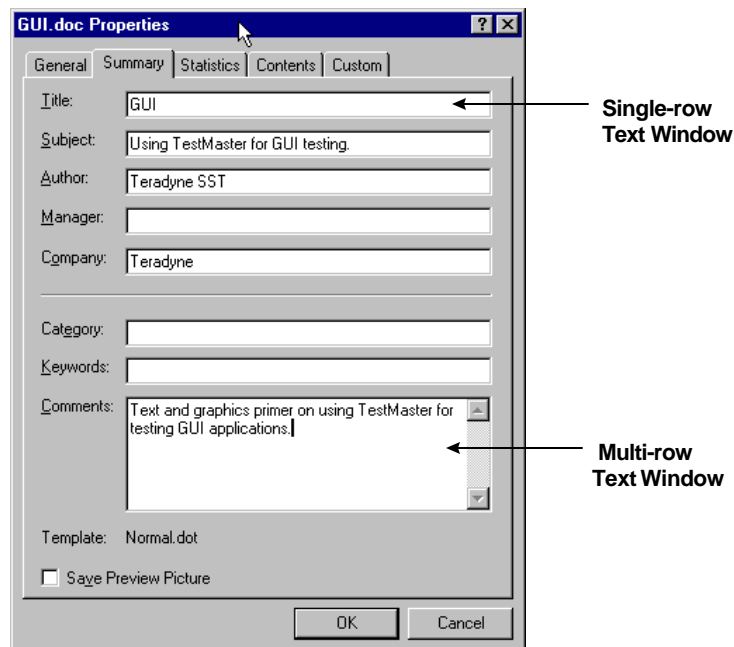 GUI.doc Properties
General Summary Statistics Contents Custom
Title: GUI
Single-row
Text Window
Subject: Using TestMaster for GUI testing.
Author: Teradyne SST
Manager:
Company: Teradyne
Category:
Keywords:
Comments: Text and graphics primer on using TestMaster for
testing GUI applications.
Multi-row
Text Window
Template: Normal.dot
Save Preview Picture
OK Cancel